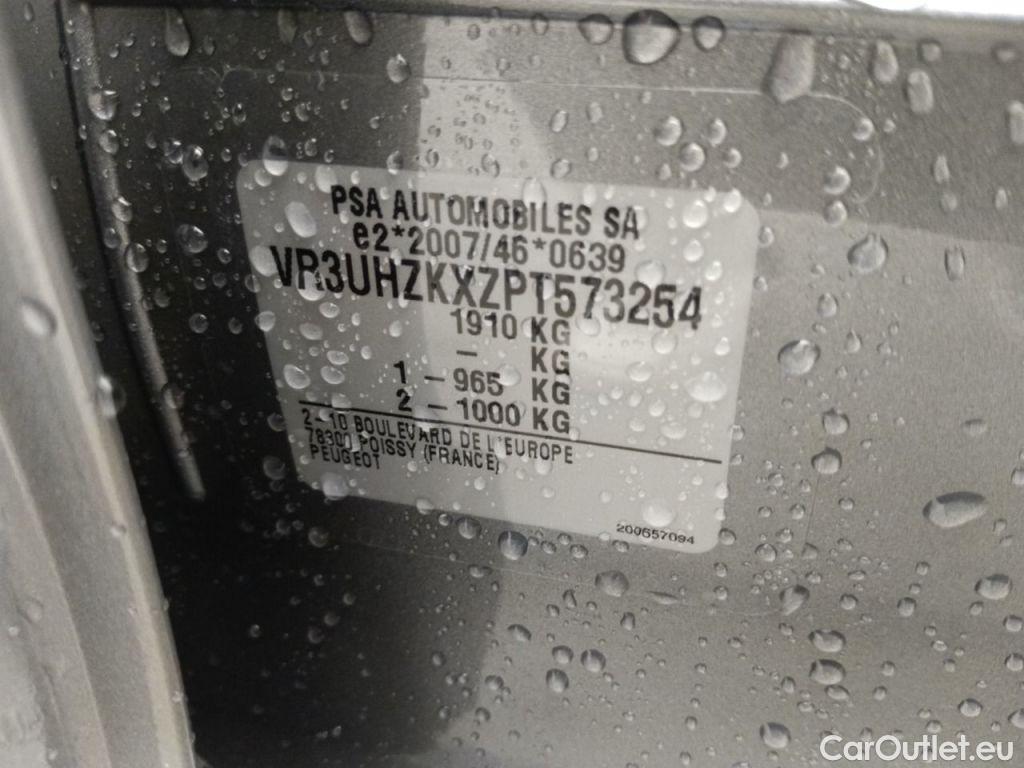 PSA AUTOMOBILES SA
e2*2007/46*0639
VR3UHZKXZPT573254
1910 KG
– KG
1 – 965 KG
2 – 1000 KG
2-10 BOULEVARD DE L'EUROPE
78300 POISSY (FRANCE)
PEUGEOT
200557094
CarOutlet.eu